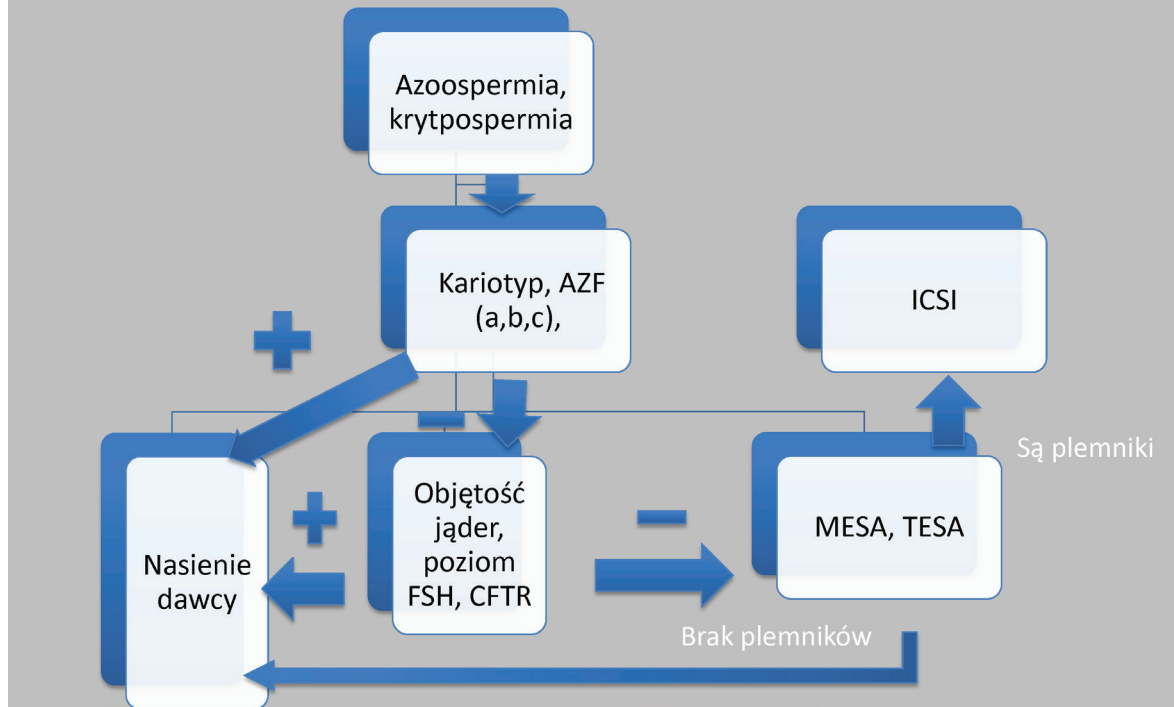 Azoospermia,
krytpospermia
Kariotyp, AZF
(a,b,c),
ICSI
Są plemniki
Objętość
jąder,
poziom
FSH, CFTR
MESA, TESA
Nasienie
dawcy
Brak plemników